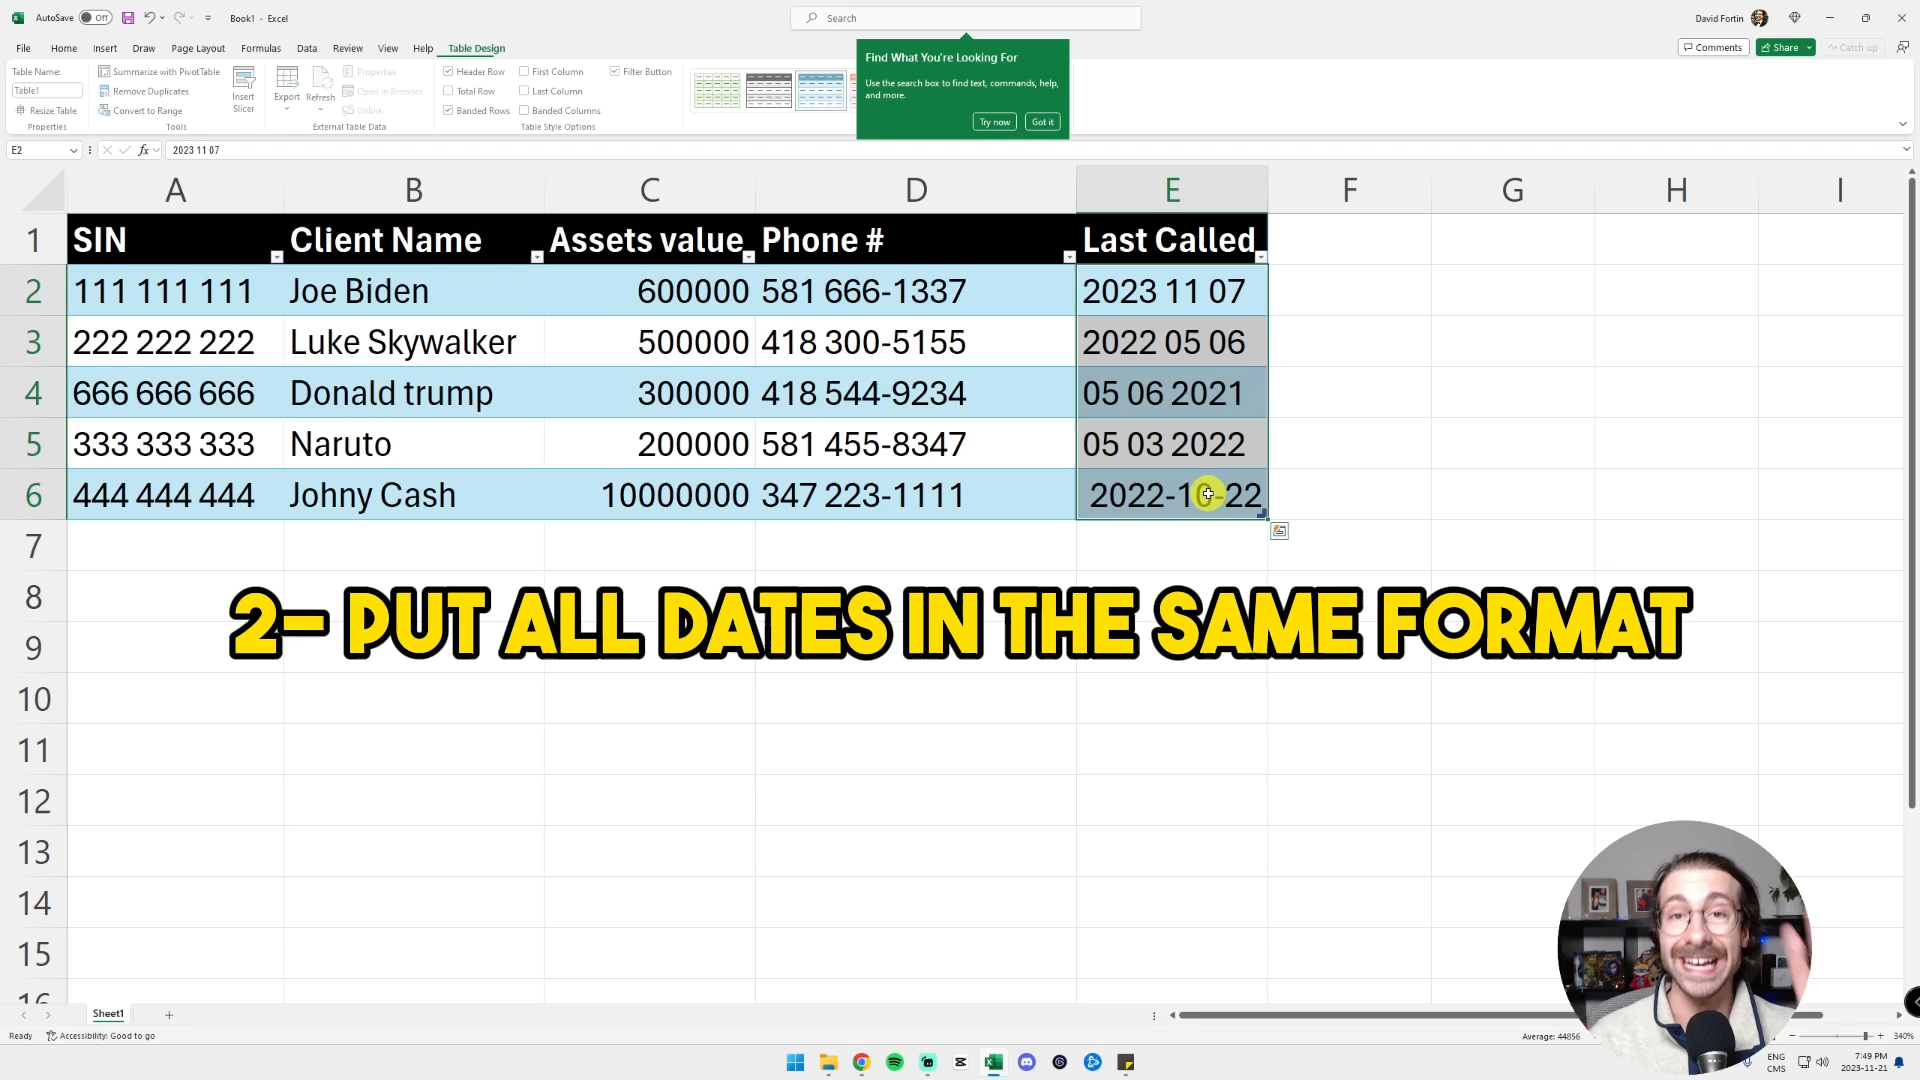 AutoSave Off Book1 - Excel Search David Fortin
File Home Insert Draw Page Layout Formulas Data Review View Help Table Design Comments Share Catch up
Find What You're Looking For
Use the search box to find text, commands, help,
and more.
Try now Got it
Table Name: Summarize with PivotTable Properties Header Row First Column Filter Button
Table1 Remove Duplicates Insert Slicer Export Refresh Open in Browser Total Row Last Column
Resize Table Convert to Range Unlink Banded Rows Banded Columns
Properties Tools External Table Data Table Style Options
E2 fx 2023 11 07
A B C D E F G H I
1 SIN Client Name Assets value Phone # Last Called
2 111 111 111 Joe Biden 600000 581 666-1337 2023 11 07
3 222 222 222 Luke Skywalker 500000 418 300-5155 2022 05 06
4 666 666 666 Donald trump 300000 418 544-9234 05 06 2021
5 333 333 333 Naruto 200000 581 455-8347 05 03 2022
6 444 444 444 Johny Cash 10000000 347 223-1111 2022-10-22
7
8
2- PUT ALL DATES IN THE SAME FORMAT
9
10
11
12
13
14
15
16
Sheet1
Ready Accessibility: Good to go Average: 44856 340%
ENG 7:49 PM
CMS 2023-11-21